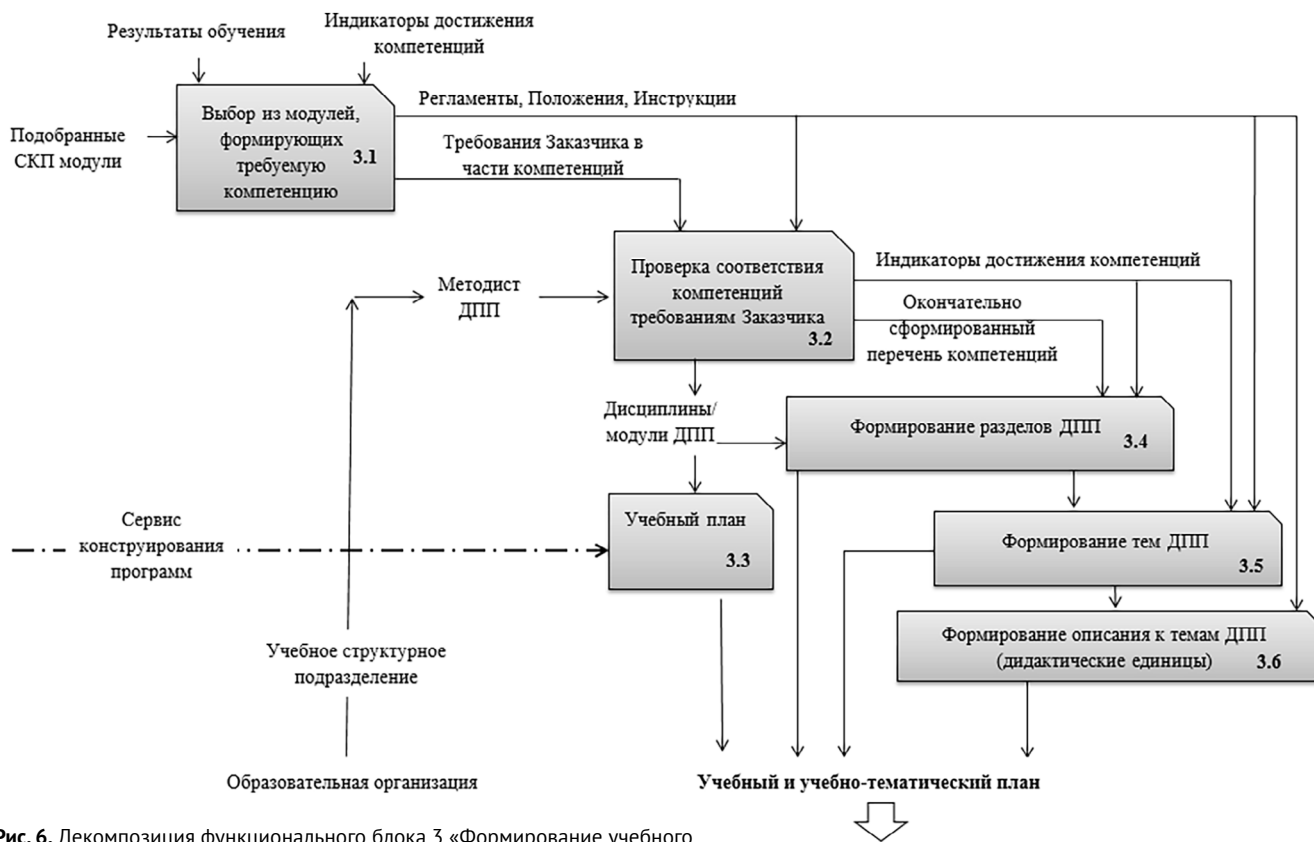 Результаты обучения
Индикаторы достижения
компетенций
Подобранные
СКП модули
Выбор из модулей,
формирующих
требуемую
компетенцию
3.1
Регламенты, Положения, Инструкции
Требования Заказчика в
части компетенций
Методист
ДПП
Проверка соответствия
компетенций
требованиям Заказчика
3.2
Индикаторы достижения компетенций
Окончательно
сформированный
перечень компетенций
Дисциплины/
модули ДПП
Формирование разделов ДПП
3.4
Сервис
конструирования
программ
Учебный план
3.3
Формирование тем ДПП
3.5
Формирование описания к темам ДПП
(дидактические единицы) 3.6
Учебное структурное
подразделение
Образовательная организация
Учебный и учебно-тематический план
Рис. 6. Декомпозиция функционального блока 3 «Формирование учебного